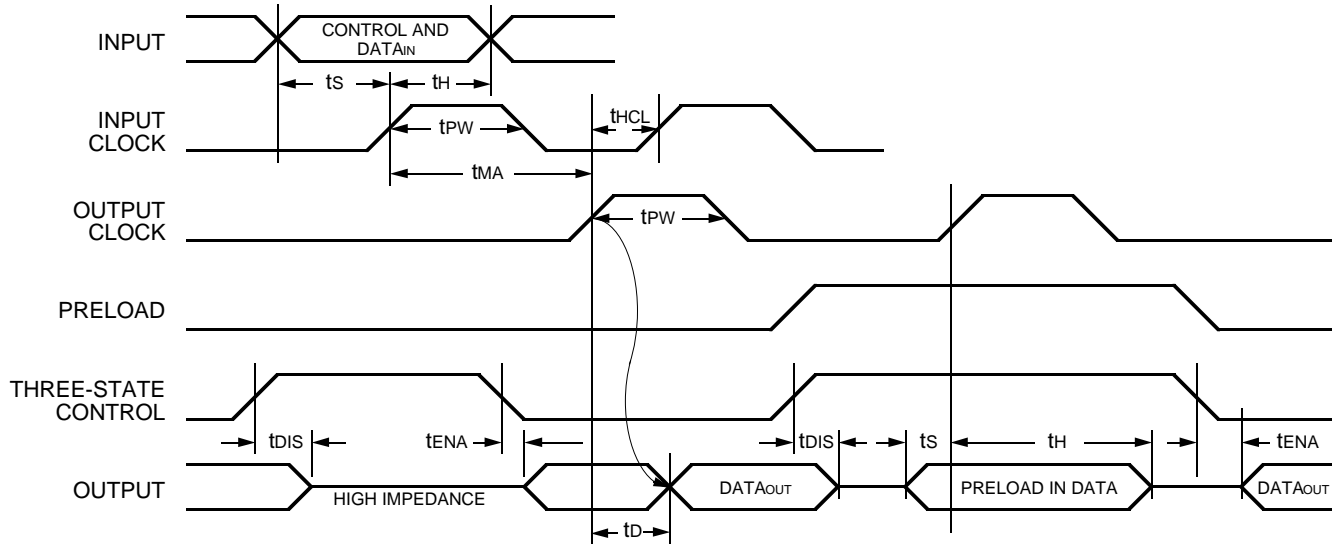 INPUT
CONTROL AND
DATAIN
tS
tH
INPUT
CLOCK
tPW
tHCL
tMA
OUTPUT
CLOCK
tPW
PRELOAD
THREE-STATE
CONTROL
tDIS
tENA
tDIS
tS
tH
tENA
OUTPUT
HIGH IMPEDANCE
DATAOUT
PRELOAD IN DATA
DATAOUT
tD